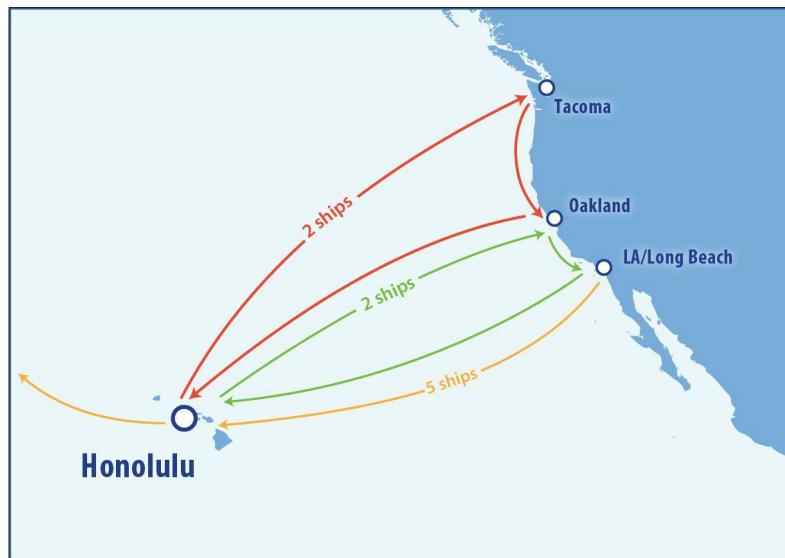 Tacoma
2 ships
Oakland
LA/Long Beach
2 ships
5 ships
Honolulu